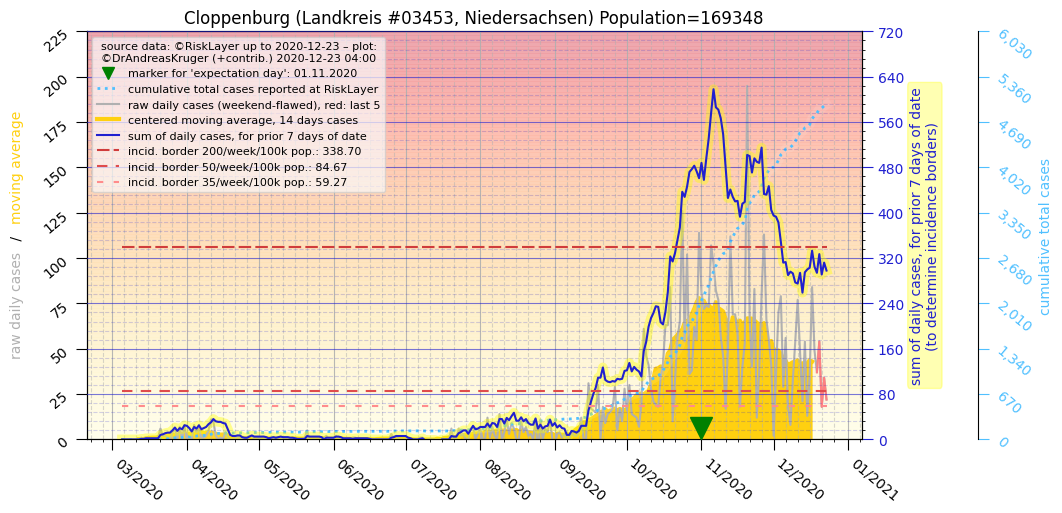 Cloppenburg (Landkreis #03453, Niedersachsen) Population=169348
source data: ©RiskLayer up to 2020-12-23 – plot:
©DrAndreasKruger (+contrib.) 2020-12-23 04:00
marker for 'expectation day': 01.11.2020
cumulative total cases reported at RiskLayer
raw daily cases (weekend-flawed), red: last 5
centered moving average, 14 days cases
sum of daily cases, for prior 7 days of date
incid. border 200/week/100k pop.: 338.70
incid. border 50/week/100k pop.: 84.67
incid. border 35/week/100k pop.: 59.27
raw daily cases / moving average
225
200
175
150
125
100
75
50
25
0
03/2020
04/2020
05/2020
06/2020
07/2020
08/2020
09/2020
10/2020
11/2020
12/2020
01/2021
720
640
560
480
400
320
240
160
80
0
sum of daily cases, for prior 7 days of date
(to determine incidence borders)
6,030
5,360
4,690
4,020
3,350
2,680
2,010
1,340
670
0
cumulative total cases